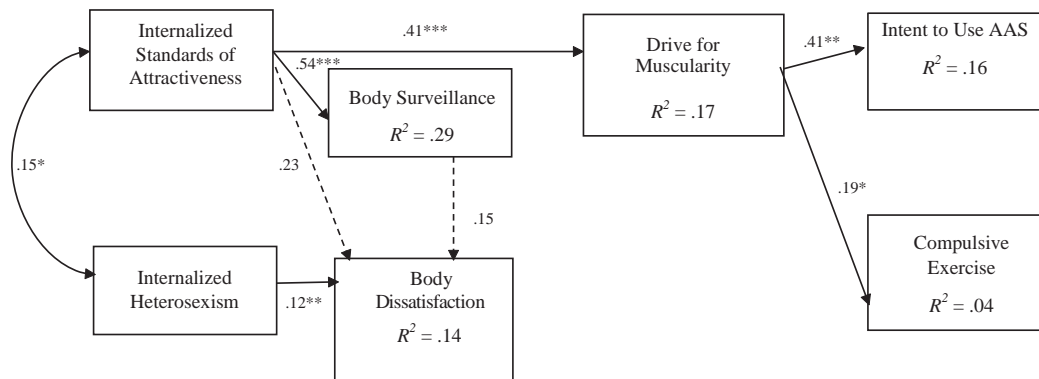 Internalized
Standards of
Attractiveness
.41***
Drive for
Muscularity
R² = .17
.41**
Intent to Use AAS
R² = .16
.54***
Body Surveillance
R² = .29
.15*
.23
.15
.19*
Internalized
Heterosexism
.12**
Body
Dissatisfaction
R² = .14
Compulsive
Exercise
R² = .04